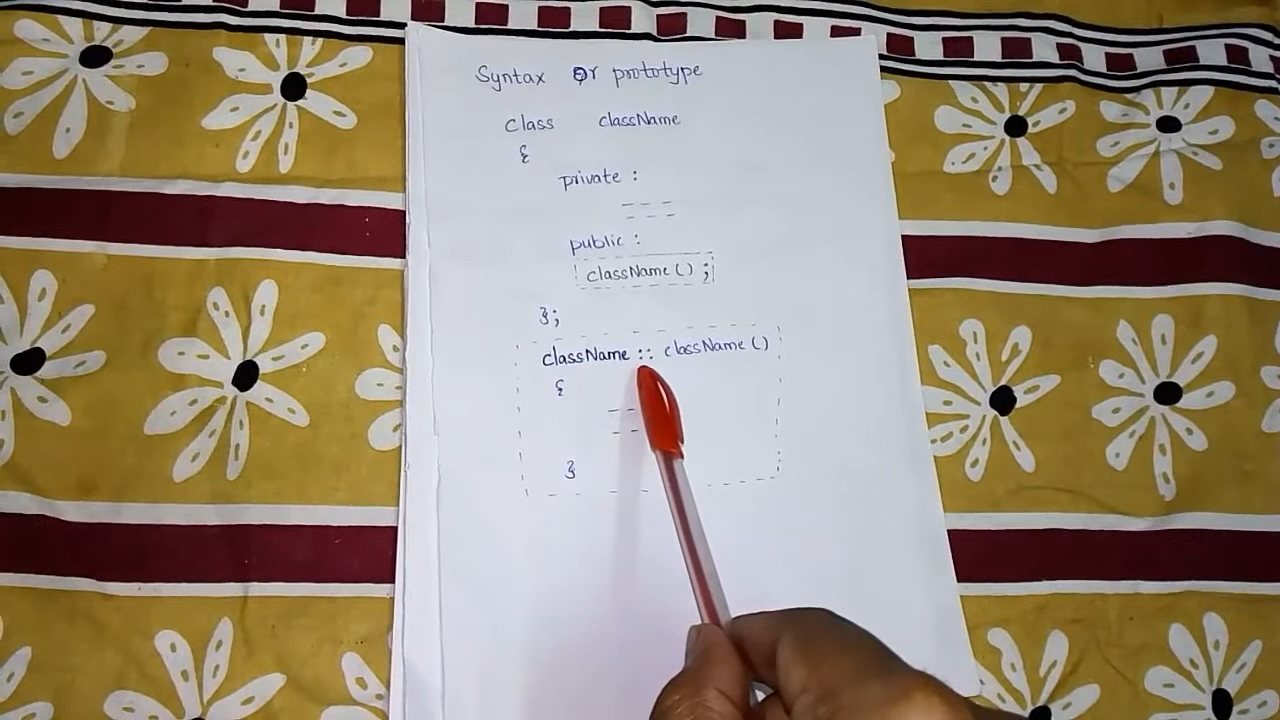 Syntax Or prototype
class className
{
private :
- - -
- - -
public :
className() ;
};
className :: className()
{
- -
- -
}